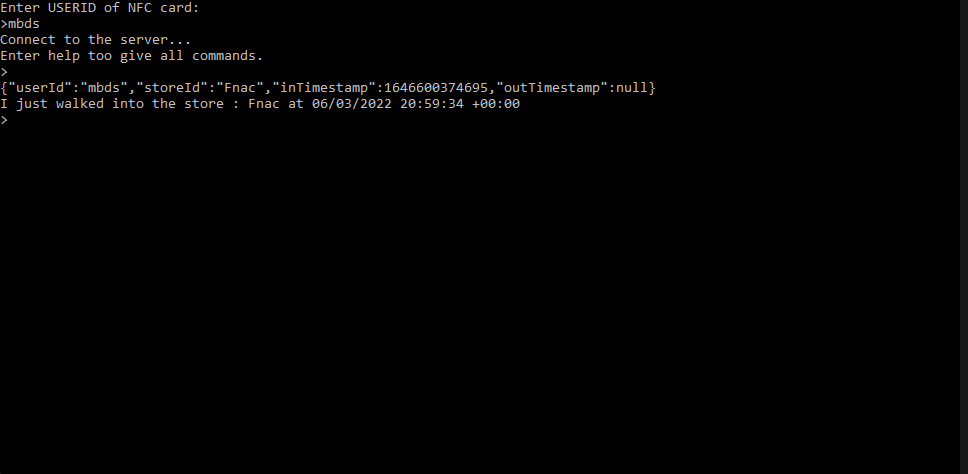 Enter USERID of NFC card:
>mbds
Connect to the server...
Enter help too give all commands.
>
{"userId":"mbds","storeId":"Fnac","inTimestamp":1646600374695,"outTimestamp":null}
I just walked into the store : Fnac at 06/03/2022 20:59:34 +00:00
>